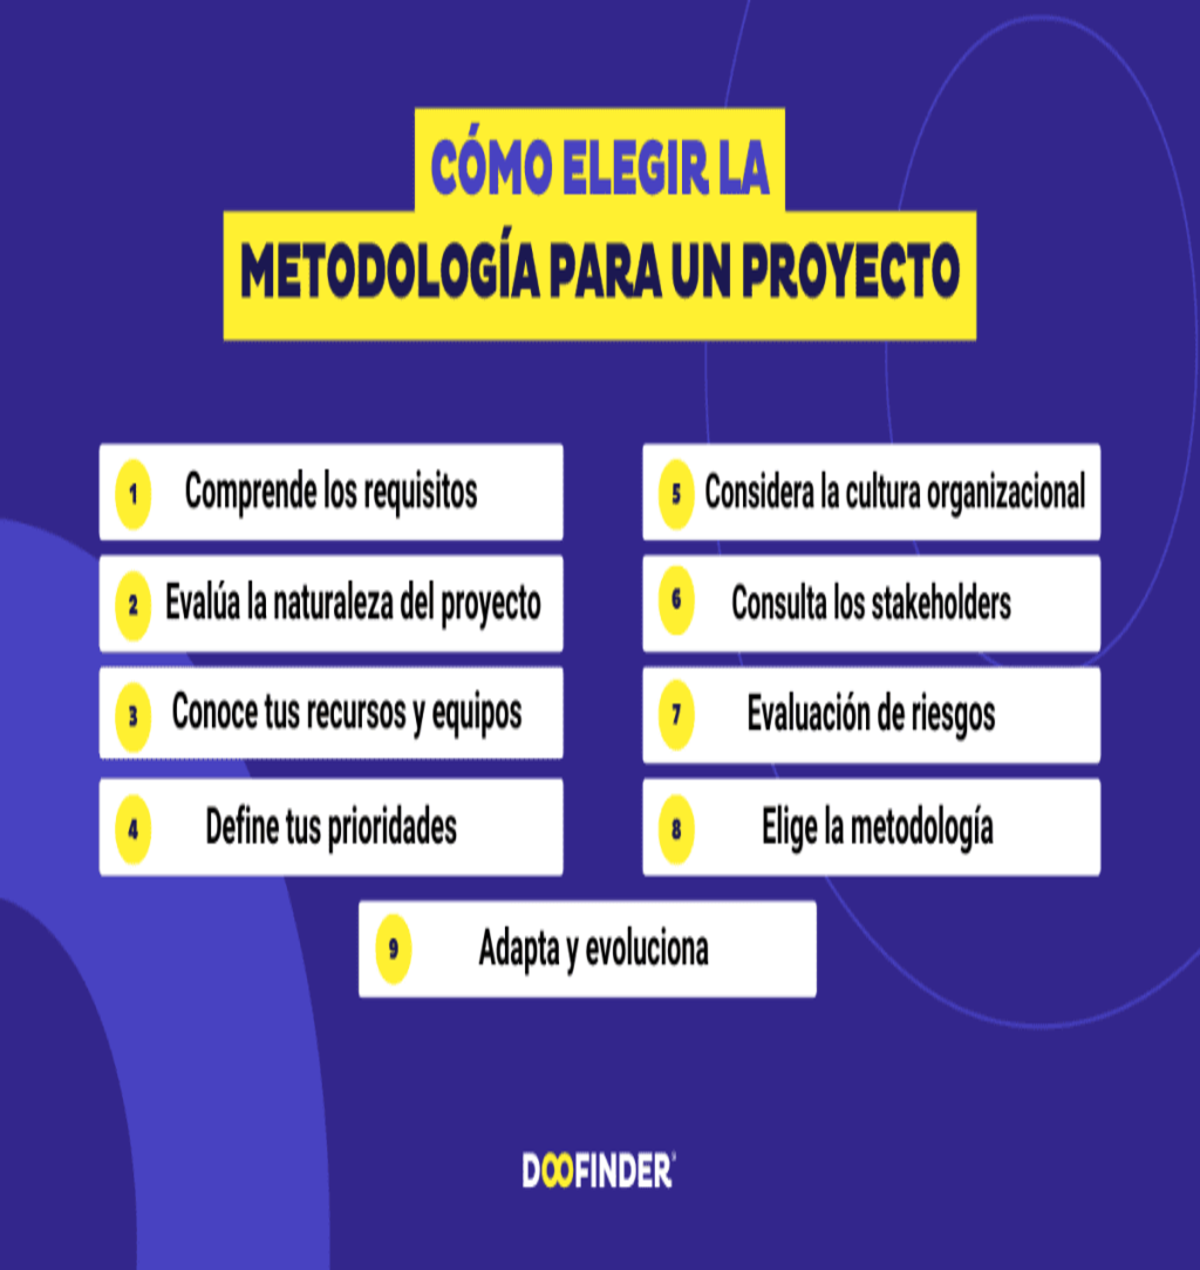 CÓMO ELEGIR LA
METODOLOGÍA PARA UN PROYECTO
1 Comprende los requisitos
2 Evalúa la naturaleza del proyecto
3 Conoce tus recursos y equipos
4 Define tus prioridades
5 Considera la cultura organizacional
6 Consulta los stakeholders
7 Evaluación de riesgos
8 Elige la metodología
9 Adapta y evoluciona
DOOFINDER